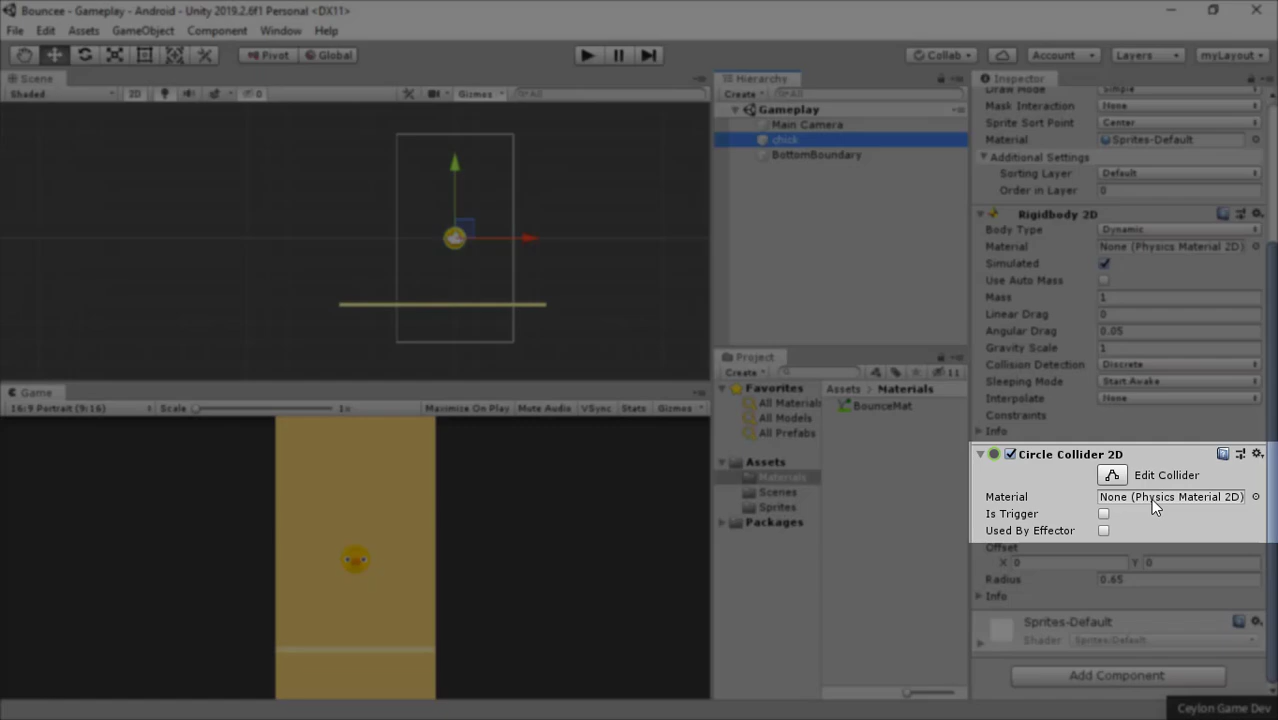 Bouncee - Gameplay - Android - Unity 2019.2.6f1 Personal <DX11>
File Edit Assets GameObject Component Window Help
Pivot Global Collab Account Layers myLayout
Scene
Shaded 2D 0 Gizmos All
Hierarchy
Create All
Gameplay
Main Camera
chick
BottomBoundary
Game
16:9 Portrait (9:16) Scale 1x Maximize On Play Mute Audio VSync Stats Gizmos
Project
Create 11
Favorites
All Materials
All Models
All Prefabs
Assets
Materials
Scenes
Sprites
Packages
Assets Materials
BounceMat
Inspector
Draw Mode Simple
Mask Interaction None
Sprite Sort Point Center
Material Sprites-Default
Additional Settings
Sorting Layer Default
Order in Layer 0
Rigidbody 2D
Body Type Dynamic
Material None (Physics Material 2D)
Simulated
Use Auto Mass
Mass 1
Linear Drag 0
Angular Drag 0.05
Gravity Scale 1
Collision Detection Discrete
Sleeping Mode Start Awake
Interpolate None
Constraints
Info
Circle Collider 2D
Edit Collider
Material None (Physics Material 2D)
Is Trigger
Used By Effector
Offset
X 0 Y 0
Radius 0.65
Info
Sprites-Default
Shader Sprites/Default
Add Component
Ceylon Game Dev